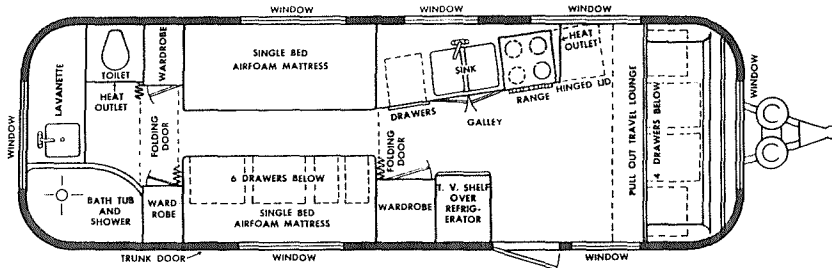 WINDOW
WINDOW
WINDOW
WINDOW
LAVANETTE
TOILET
HEAT OUTLET
WARDROBE
SINGLE BED
AIRFOAM MATTRESS
SINK
DRAWERS
GALLEY
RANGE
HEAT
OUTLET
HINGED LID
PULL OUT TRAVEL LOUNGE
4 DRAWERS BELOW
WINDOW
FOLDING DOOR
FOLDING DOOR
BATH TUB
AND
SHOWER
WARD
ROBE
6 DRAWERS BELOW
SINGLE BED
AIRFOAM MATTRESS
WARDROBE
T. V. SHELF
OVER
REFRIG-
ERATOR
TRUNK DOOR
WINDOW
WINDOW